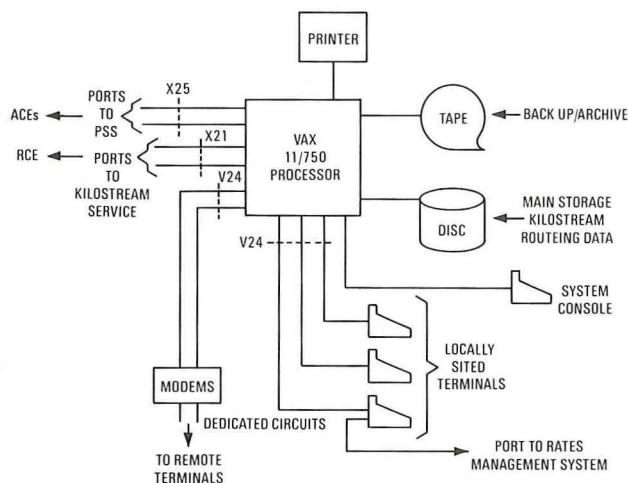 PRINTER
X25
ACEs
PORTS
TO
PSS
X21
RCE
PORTS
TO
KILOSTREAM
SERVICE
V24
VAX
11/750
PROCESSOR
TAPE
BACK UP/ARCHIVE
DISC
MAIN STORAGE
KILOSTREAM
ROUTEING DATA
V24
SYSTEM
CONSOLE
LOCALLY
SITED
TERMINALS
MODEMS
DEDICATED CIRCUITS
TO REMOTE
TERMINALS
PORT TO RATES
MANAGEMENT SYSTEM